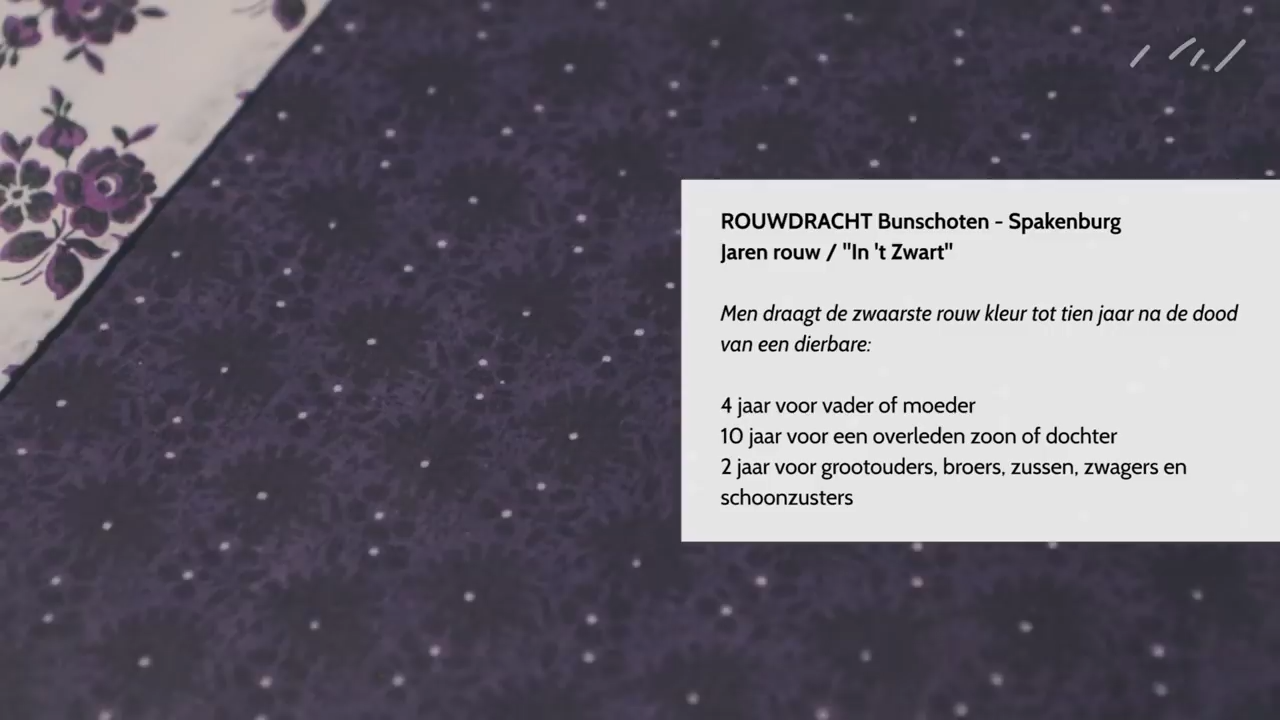 ROUWDRACHT Bunschoten - Spakenburg
Jaren rouw / "In 't Zwart"
Men draagt de zwaarste rouw kleur tot tien jaar na de dood
van een dierbare:
4 jaar voor vader of moeder
10 jaar voor een overleden zoon of dochter
2 jaar voor grootouders, broers, zussen, zwagers en
schoonzusters